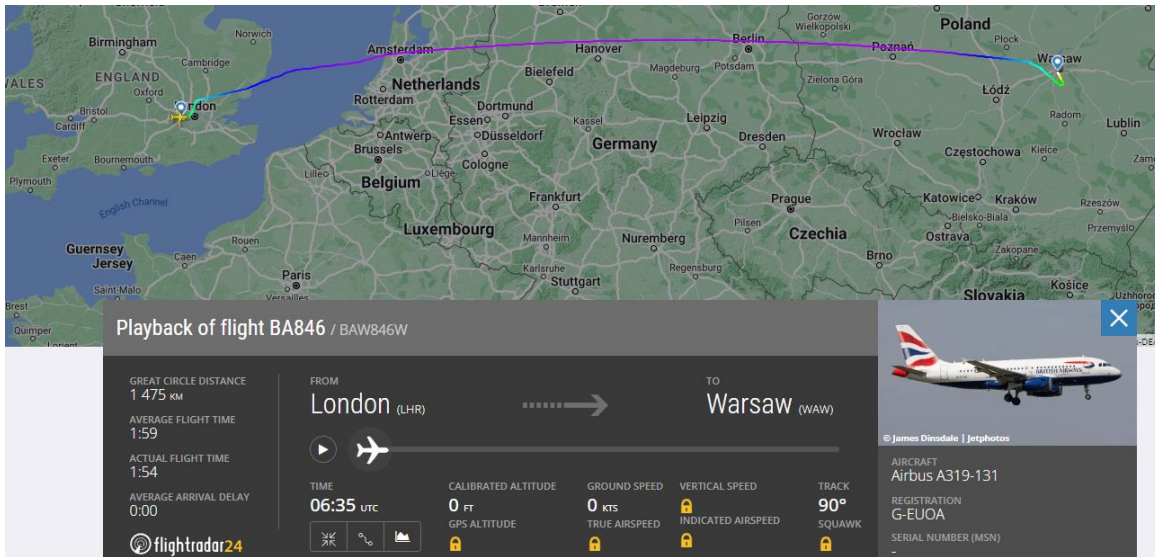 Birmingham
Norwich
Cambridge
WALES
ENGLAND
Oxford
Bristol
Cardiff
Exeter
Bournemouth
Plymouth
English Channel
Guernsey
Jersey
Saint-Malo
Brest
Quimper
Lorient
Rouen
Caen
Paris
Versailles
Amsterdam
Netherlands
Rotterdam
Antwerp
Brussels
Lille
Liège
Belgium
Luxembourg
Hanover
Bielefeld
Dortmund
Essen
Düsseldorf
Cologne
Kassel
Germany
Frankfurt
Mannheim
Nuremberg
Karlsruhe
Stuttgart
Regensburg
Berlin
Magdeburg
Potsdam
Leipzig
Dresden
Prague
Pilsen
Czechia
Brno
Ostrava
Gorzów
Wielkopolski
Poland
Poznań
Płock
Warsaw
Zielona Góra
Łódź
Radom
Lublin
Wrocław
Częstochowa
Kielce
Katowice
Kraków
Rzeszów
Bielsko-Biala
Przemyślo
Zakopane
Košice
Slovakia
Playback of flight BA846 / BAW846W
GREAT CIRCLE DISTANCE
1 475 KM
AVERAGE FLIGHT TIME
1:59
ACTUAL FLIGHT TIME
1:54
AVERAGE ARRIVAL DELAY
0:00
flightradar24
FROM
London (LHR)
TO
Warsaw (WAW)
TIME
06:35 UTC
CALIBRATED ALTITUDE
0 FT
GPS ALTITUDE
GROUND SPEED
0 KTS
TRUE AIRSPEED
VERTICAL SPEED
INDICATED AIRSPEED
TRACK
90°
SQUAWK
BRITISH AIRWAYS
© James Dinsdale | Jetphotos
AIRCRAFT
Airbus A319-131
REGISTRATION
G-EUOA
SERIAL NUMBER (MSN)
-